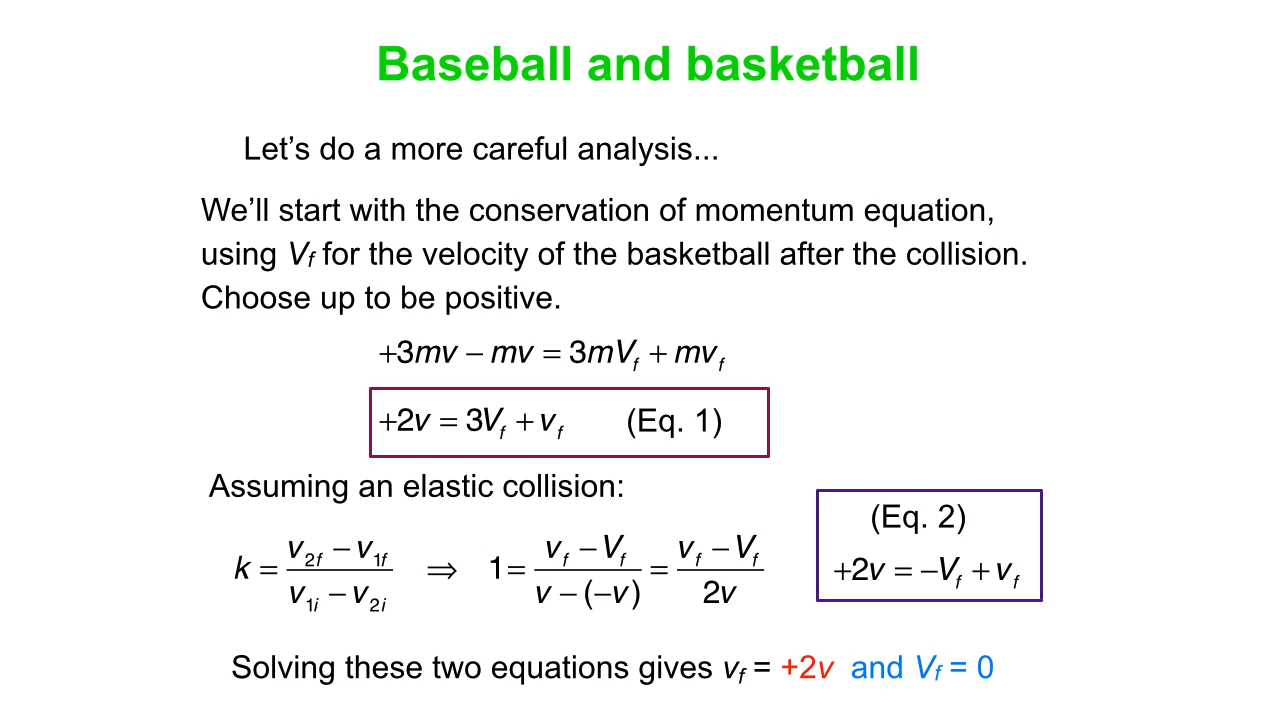 Baseball and basketball
Let’s do a more careful analysis...
We’ll start with the conservation of momentum equation,
using Vf for the velocity of the basketball after the collision.
Choose up to be positive.
+3mv − mv = 3mVf + mvf
+2v = 3Vf + vf (Eq. 1)
Assuming an elastic collision:
(Eq. 2)
k = (v2f − v1f)/(v1i − v2i) ⇒ 1= (vf − Vf)/(v − (−v)) = (vf − Vf)/2v
+2v = −Vf + vf
Solving these two equations gives vf = +2v and Vf = 0